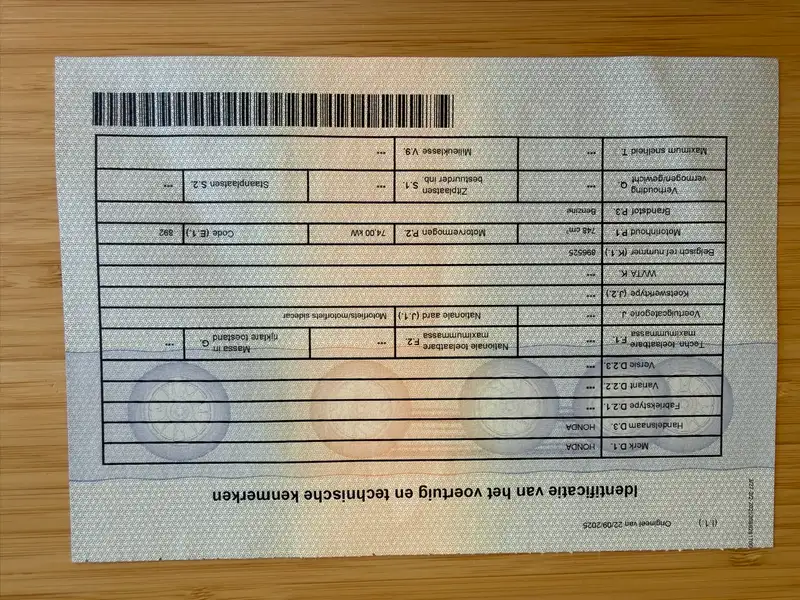 (I.1.) Origineel van 22/09/2025
Identificatie van het voertuig en technische kenmerken
Merk D.1. HONDA
Handelsnaam D.3. HONDA
Fabriekstype D.2.1. ---
Variant D.2.2. ---
Versie D.2.3. ---
Techn. toelaatbare maximummassa F.1. --- Nationale toelaatbare maximummassa F.2. --- Massa in rijklare toestand G. ---
Voertuigcategorie J. --- Nationale aard (J.1.) Motorfiets/motorfiets sidecar
Koetswerktype (J.2.) ---
WVTA K. ---
Belgisch ref nummer (K.1.) 896525
Motorinhoud P.1. 748 cm³ Motorvermogen P.2. 74.00 kW Code (E.1.) 892
Brandstof P.3. Benzine
Verhouding vermogen/gewicht Q. --- Zitplaatsen bestuurder inb. S.1. --- Staanplaatsen S.2. ---
Maximum snelheid T. --- Milieuklasse V.9. ---